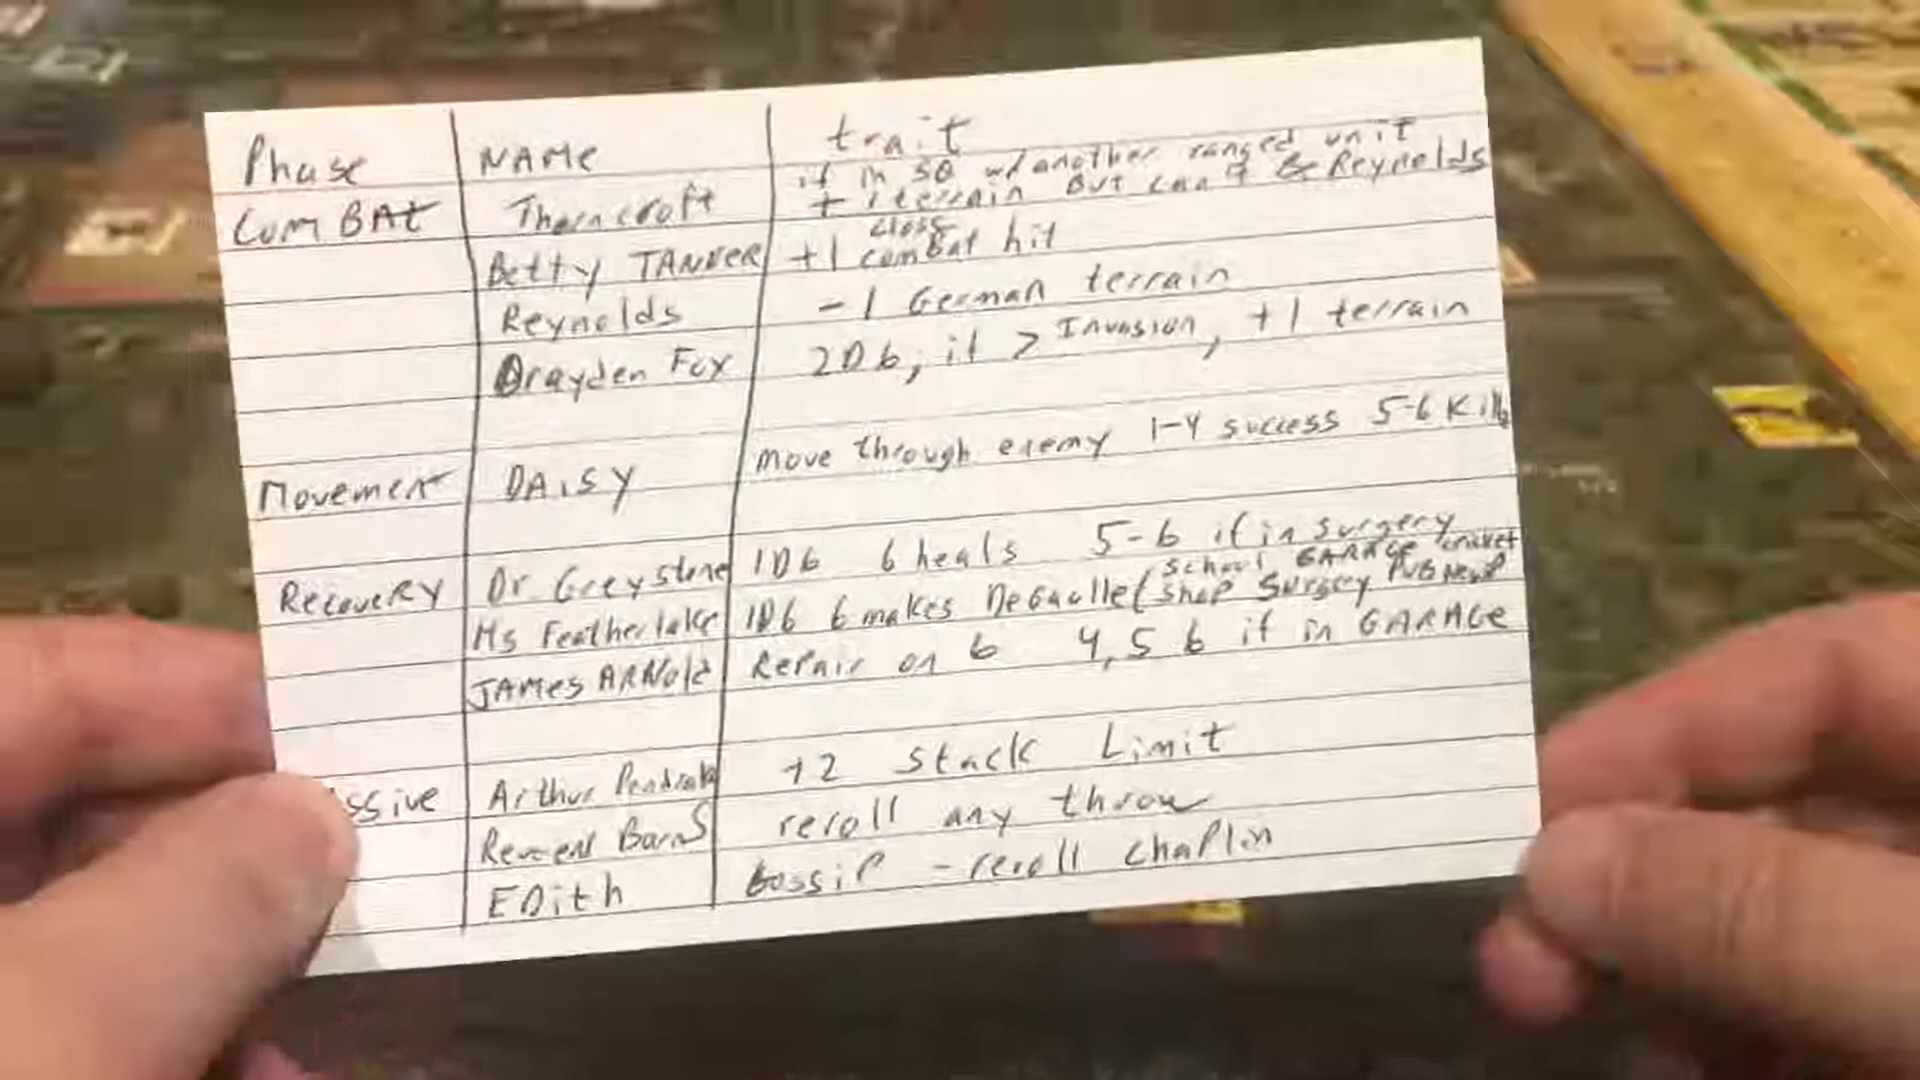 Phase NAME trait
if in SQ w/another ranged unit
ComBAt Thorncroft + 1 terrain BUT can't Be Reynolds
close
Betty TANNER +1 combat hit
Reynolds -1 German terrain
Drayden Fox 2D6, if > Invasion, +1 terrain
Movement DAisy move through enemy 1-4 success 5-6 Kills
Recovery Dr Greystone 1D6 6 heals 5-6 if in surgery
school GARAGE
Ms Featherlake 1D6 6 makes DeGaulle (shop Surgery PUB
JAMes ARNold Repair on 6 4,5 6 if in GARAGE
ssive Arthur +2 stack Limit
Barns reroll any throw
EDith Gossip - reroll chaplin